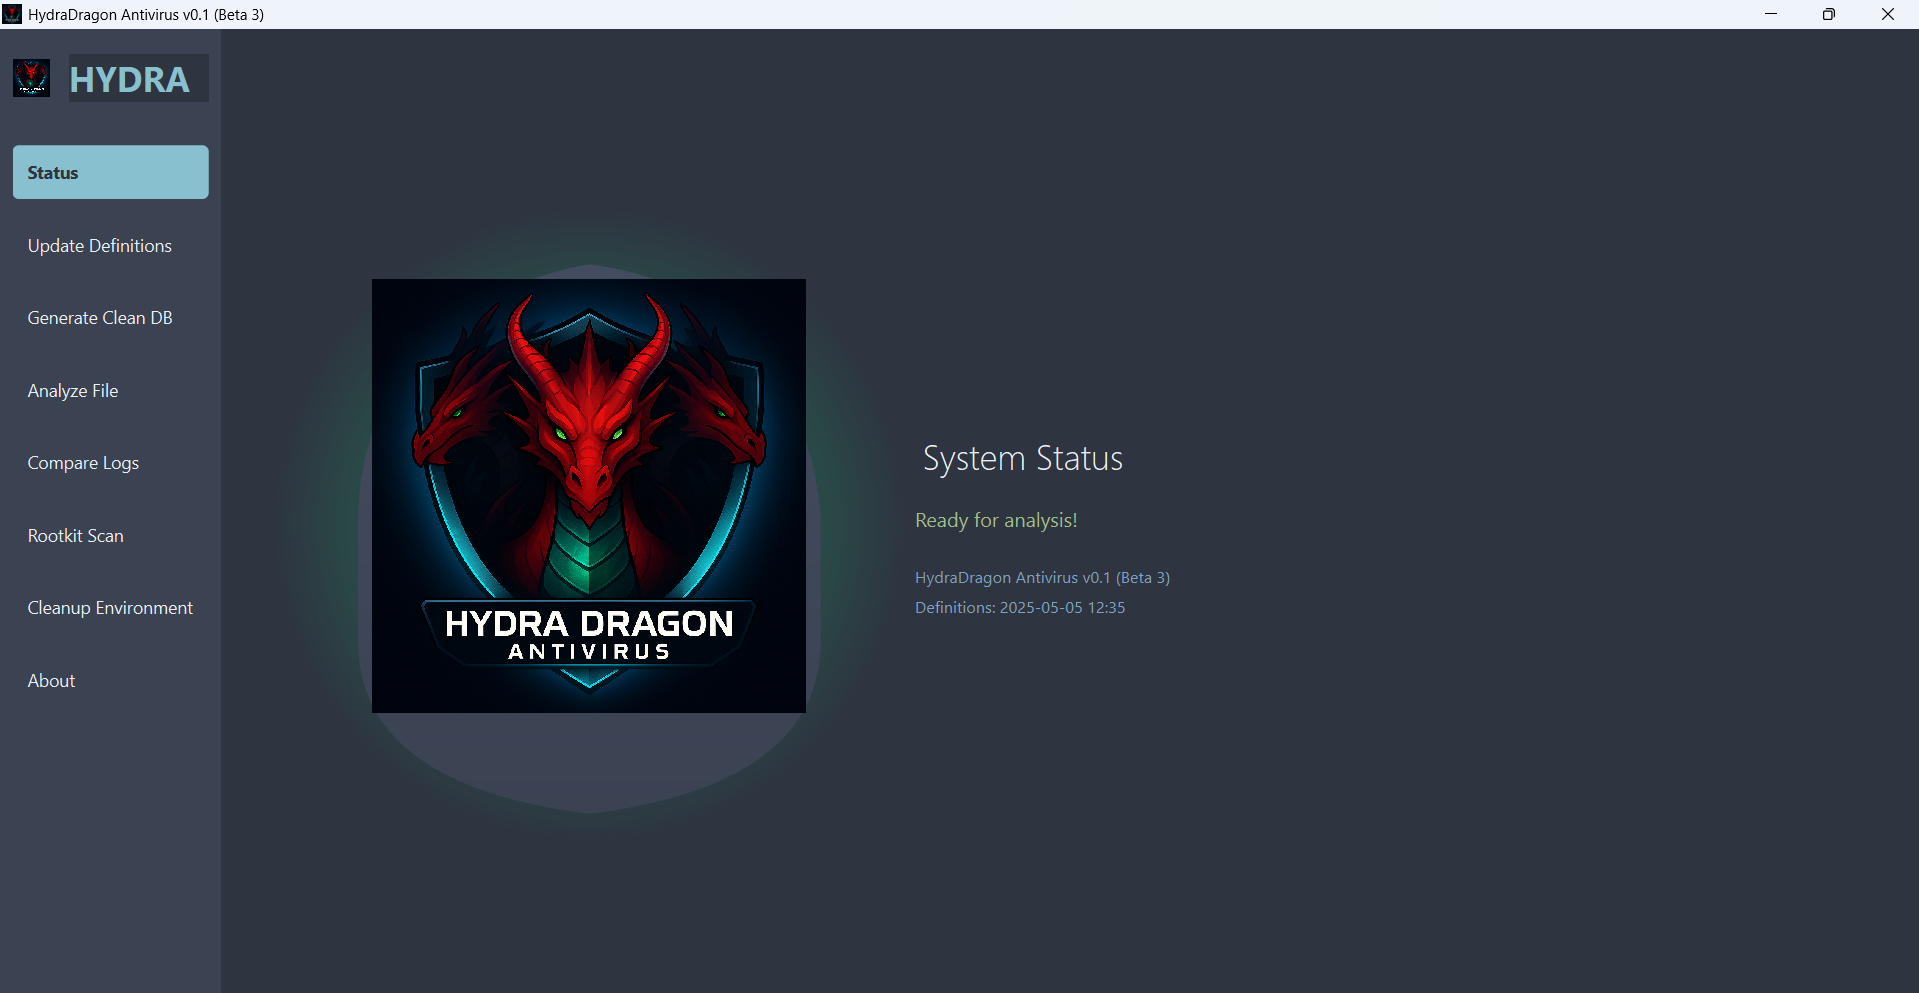 HydraDragon Antivirus v0.1 (Beta 3)
HYDRA
Status
Update Definitions
Generate Clean DB
Analyze File
Compare Logs
Rootkit Scan
Cleanup Environment
About
HYDRA DRAGON
ANTIVIRUS
System Status
Ready for analysis!
HydraDragon Antivirus v0.1 (Beta 3)
Definitions: 2025-05-05 12:35